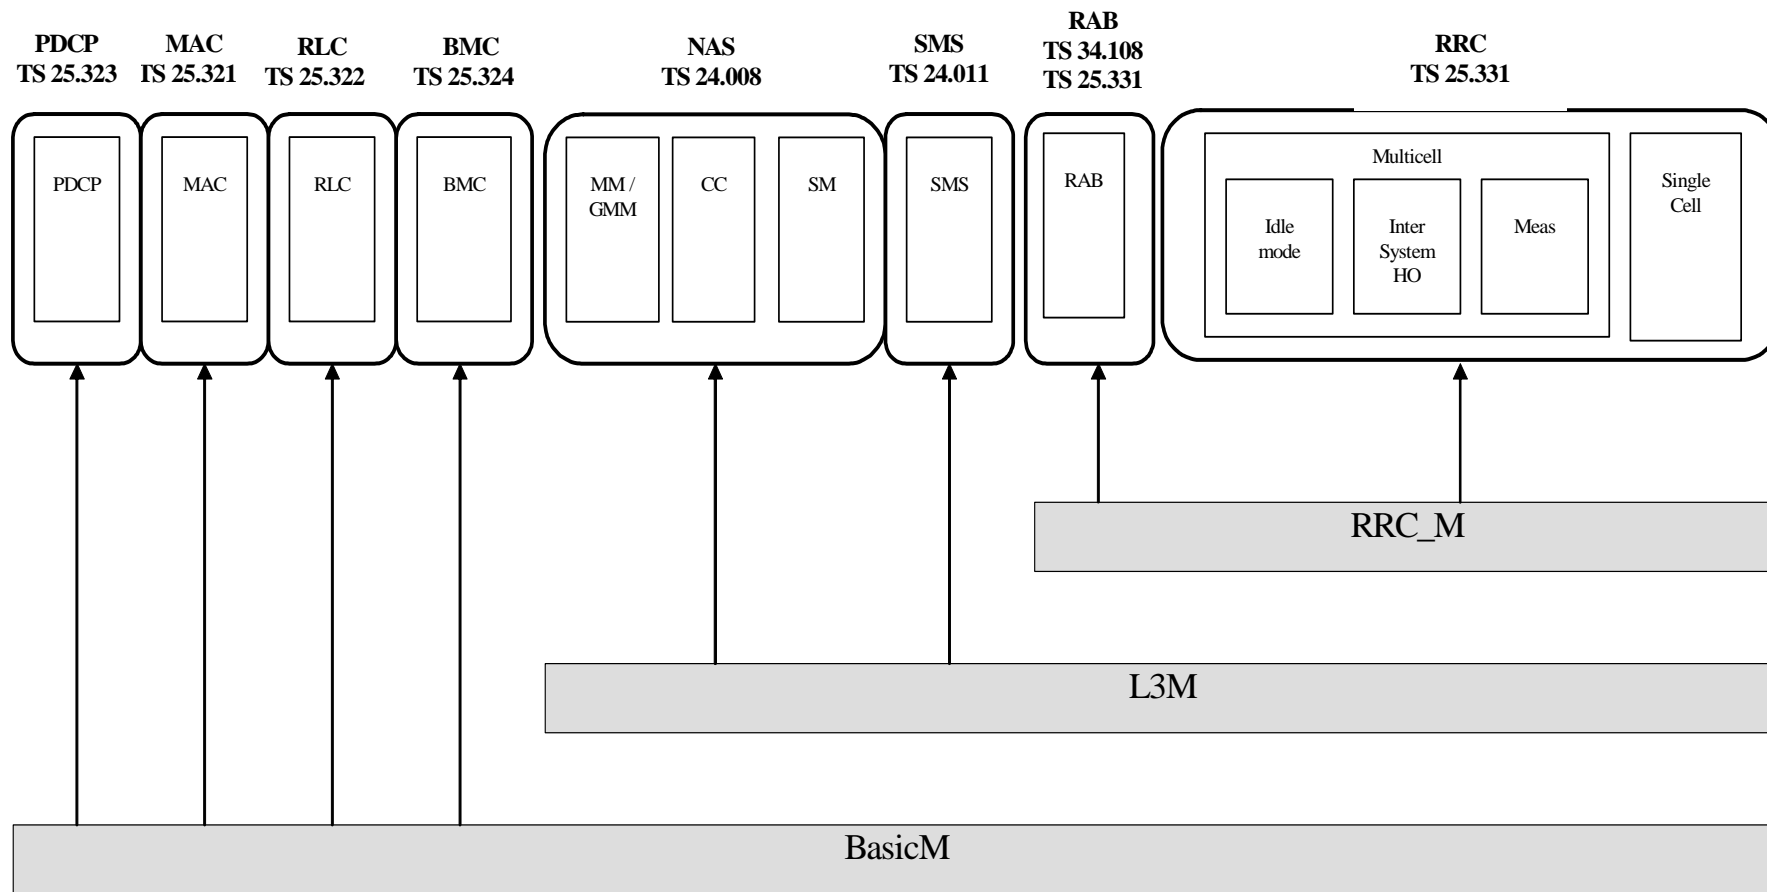 PDCP
TS 25.323
MAC
TS 25.321
RLC
TS 25.322
BMC
TS 25.324
NAS
TS 24.008
SMS
TS 24.011
RAB
TS 34.108
TS 25.331
RRC
TS 25.331
PDCP
MAC
RLC
BMC
MM /
GMM
CC
SM
SMS
RAB
Multicell
Idle
mode
Inter
System
HO
Meas
Single
Cell
RRC_M
L3M
BasicM